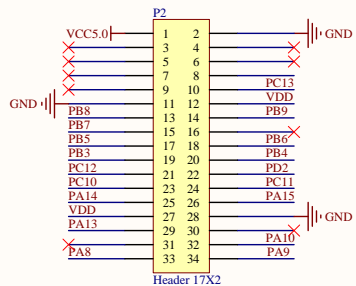 P2
VCC5.0 1 2 GND
3 4
5 6
7 8
9 10 PC13
GND 11 12 VDD
PB8 13 14 PB9
PB7 15 16
PB5 17 18 PB6
PB3 19 20 PB4
PC12 21 22 PD2
PC10 23 24 PC11
PA14 25 26 PA15
VDD 27 28 GND
PA13 29 30
31 32 PA10
PA8 33 34 PA9
Header 17X2